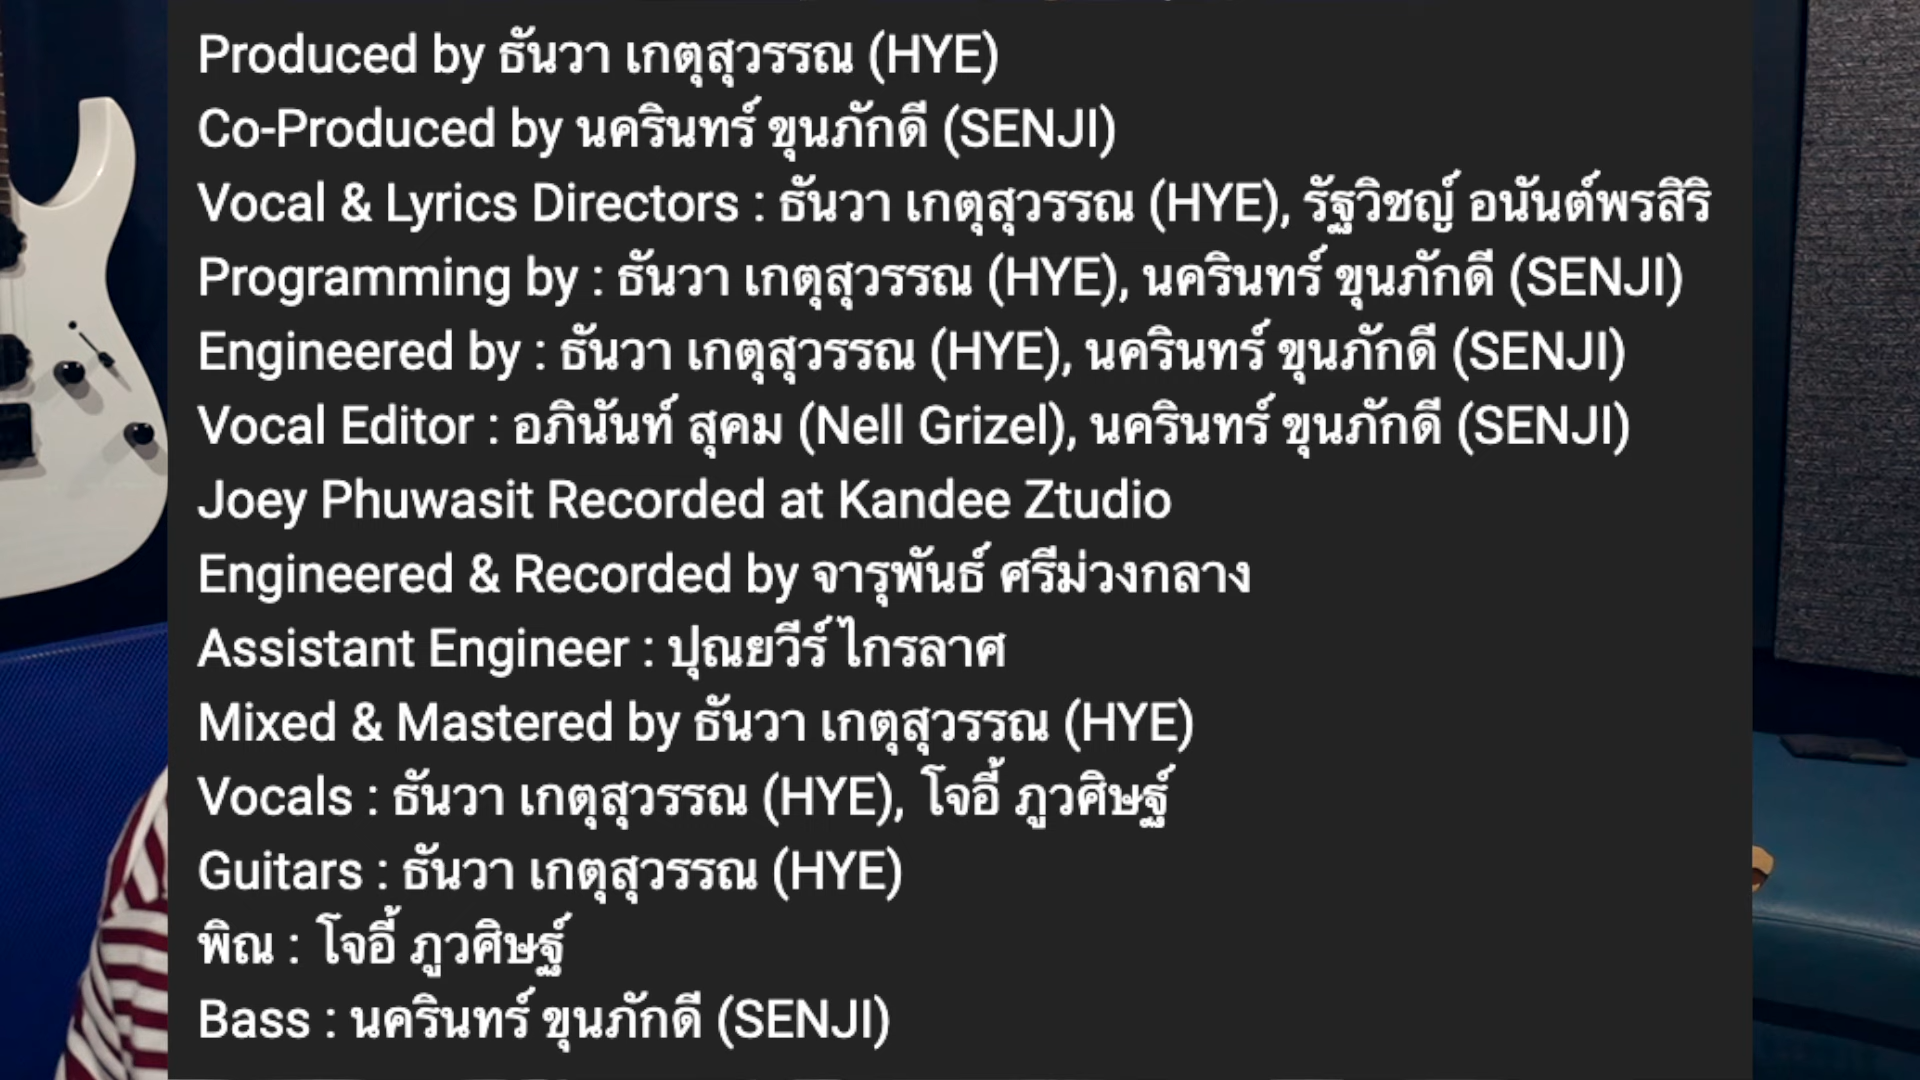 Produced by ธันวา เกตุสุวรรณ (HYE)
Co-Produced by นครินทร์ ขุนภักดี (SENJI)
Vocal & Lyrics Directors : ธันวา เกตุสุวรรณ (HYE), รัฐวิชญ์ อนันต์พรสิริ
Programming by : ธันวา เกตุสุวรรณ (HYE), นครินทร์ ขุนภักดี (SENJI)
Engineered by : ธันวา เกตุสุวรรณ (HYE), นครินทร์ ขุนภักดี (SENJI)
Vocal Editor : อภินันท์ สุคม (Nell Grizel), นครินทร์ ขุนภักดี (SENJI)
Joey Phuwasit Recorded at Kandee Ztudio
Engineered & Recorded by จารุพันธ์ ศรีม่วงกลาง
Assistant Engineer : ปุณยวีร์ ไกรลาศ
Mixed & Mastered by ธันวา เกตุสุวรรณ (HYE)
Vocals : ธันวา เกตุสุวรรณ (HYE), โจอี้ ภูวศิษฐ์
Guitars : ธันวา เกตุสุวรรณ (HYE)
พิณ : โจอี้ ภูวศิษฐ์
Bass : นครินทร์ ขุนภักดี (SENJI)